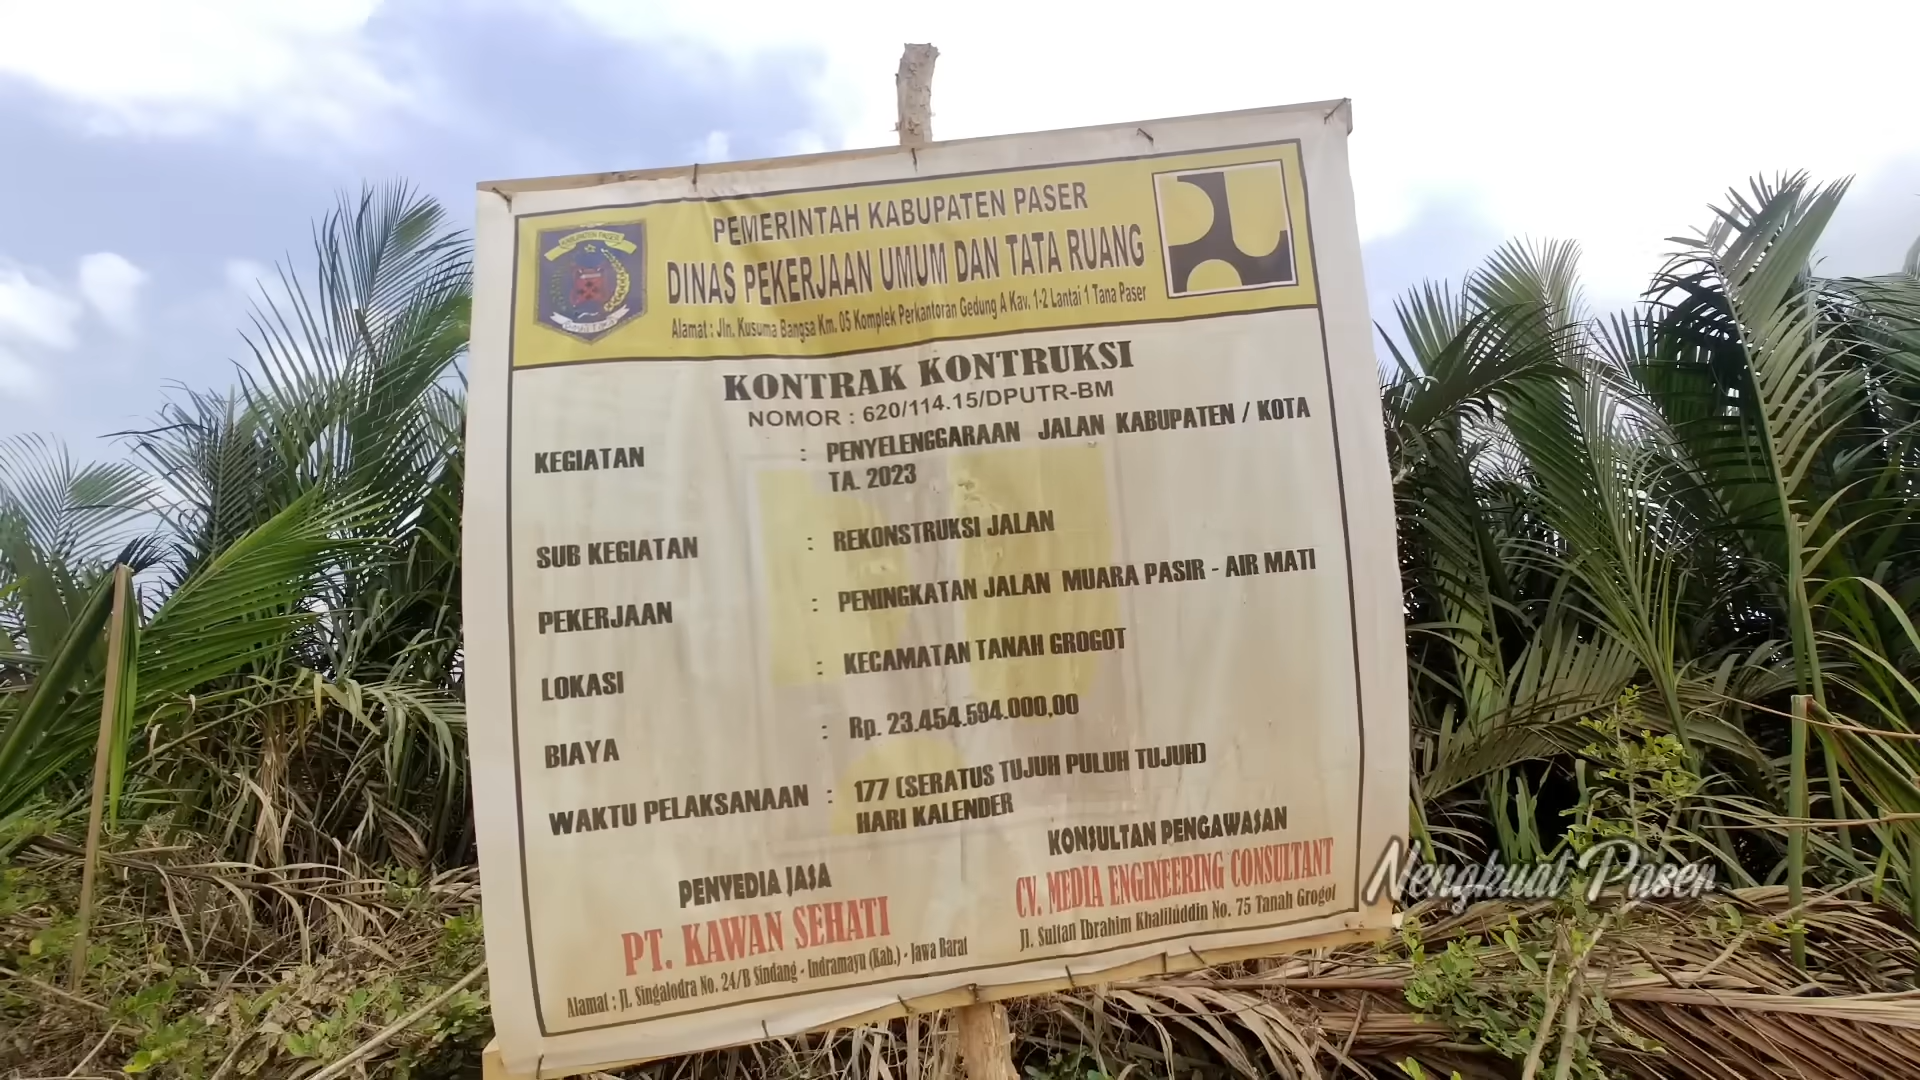 KABUPATEN PASER
PEMERINTAH KABUPATEN PASER
DINAS PEKERJAAN UMUM DAN TATA RUANG
Alamat : Jln. Kusuma Bangsa Km. 05 Komplek Perkantoran Gedung A Kav. 1-2 Lantai 1 Tana Paser
KONTRAK KONTRUKSI
NOMOR : 620/114.15/DPUTR-BM
KEGIATAN : PENYELENGGARAAN JALAN KABUPATEN / KOTA
TA. 2023
SUB KEGIATAN : REKONSTRUKSI JALAN
PEKERJAAN : PENINGKATAN JALAN MUARA PASIR - AIR MATI
LOKASI : KECAMATAN TANAH GROGOT
BIAYA : Rp. 23.454.594.000,00
WAKTU PELAKSANAAN : 177 (SERATUS TUJUH PULUH TUJUH)
HARI KALENDER
PENYEDIA JASA
PT. KAWAN SEHATI
Alamat : Jl. Singalodra No. 24/B Sindang - Indramayu (Kab.) - Jawa Barat
KONSULTAN PENGAWASAN
CV. MEDIA ENGINEERING CONSULTANT
Jl. Sultan Ibrahim Khaliluddin No. 75 Tanah Grogot
Nengkuat Paser